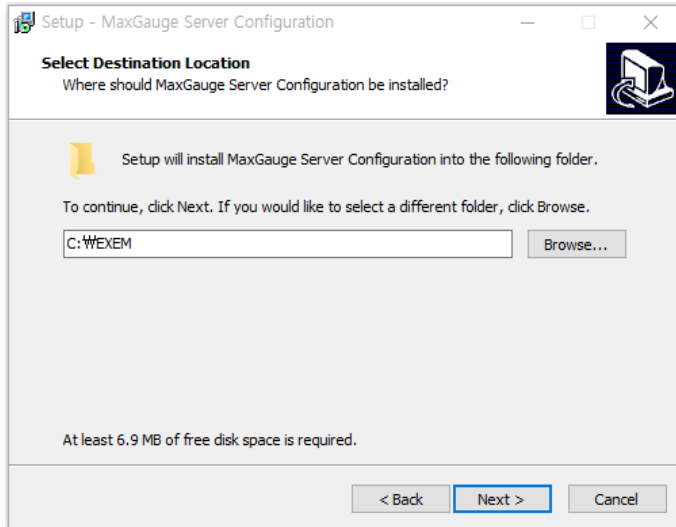 Setup - MaxGauge Server Configuration
Select Destination Location
Where should MaxGauge Server Configuration be installed?
Setup will install MaxGauge Server Configuration into the following folder.
To continue, click Next. If you would like to select a different folder, click Browse.
C:₩EXEM
Browse...
At least 6.9 MB of free disk space is required.
< Back
Next >
Cancel